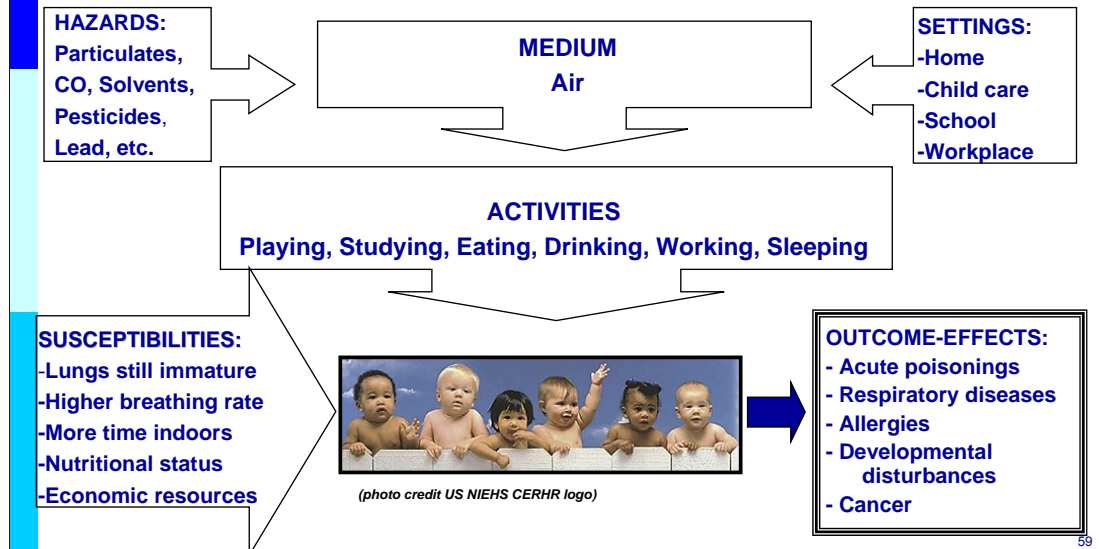 HAZARDS:
Particulates,
CO, Solvents,
Pesticides,
Lead, etc.
MEDIUM
Air
SETTINGS:
-Home
-Child care
-School
-Workplace
ACTIVITIES
Playing, Studying, Eating, Drinking, Working, Sleeping
SUSCEPTIBILITIES:
-Lungs still immature
-Higher breathing rate
-More time indoors
-Nutritional status
-Economic resources
(photo credit US NIEHS CERHR logo)
OUTCOME-EFFECTS:
- Acute poisonings
- Respiratory diseases
- Allergies
- Developmental
disturbances
- Cancer
59